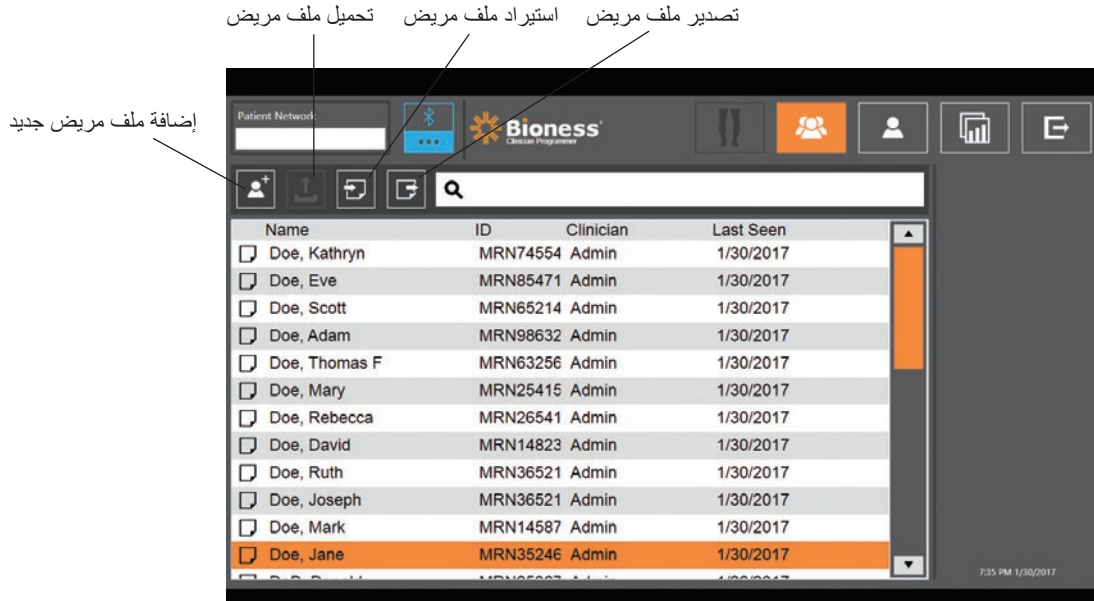 تحميل ملف مريض استيراد ملف مريض تصدير ملف مريض
إضافة ملف مريض جديد
Patient Network
Bioness
Clinician Programmer
Name ID Clinician Last Seen
Doe, Kathryn MRN74554 Admin 1/30/2017
Doe, Eve MRN85471 Admin 1/30/2017
Doe, Scott MRN65214 Admin 1/30/2017
Doe, Adam MRN98632 Admin 1/30/2017
Doe, Thomas F MRN63256 Admin 1/30/2017
Doe, Mary MRN25415 Admin 1/30/2017
Doe, Rebecca MRN26541 Admin 1/30/2017
Doe, David MRN14823 Admin 1/30/2017
Doe, Ruth MRN36521 Admin 1/30/2017
Doe, Joseph MRN36521 Admin 1/30/2017
Doe, Mark MRN14587 Admin 1/30/2017
Doe, Jane MRN35246 Admin 1/30/2017
7:35 PM 1/30/2017